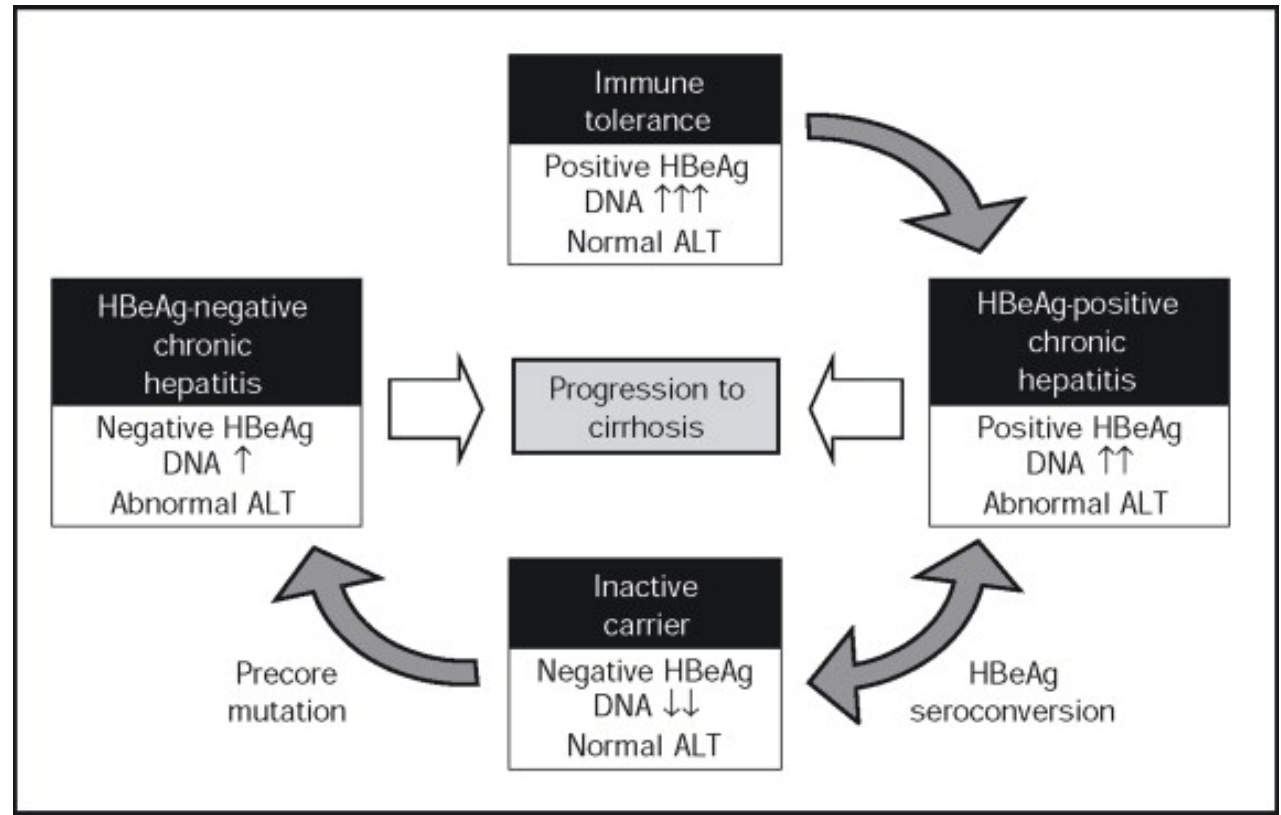 Immune
tolerance
Positive HBeAg
DNA ↑↑↑
Normal ALT
HBeAg-negative
chronic
hepatitis
Negative HBeAg
DNA ↑
Abnormal ALT
Progression to
cirrhosis
HBeAg-positive
chronic
hepatitis
Positive HBeAg
DNA ↑↑
Abnormal ALT
Inactive
carrier
Negative HBeAg
DNA ↓↓
Normal ALT
Precore
mutation
HBeAg
seroconversion